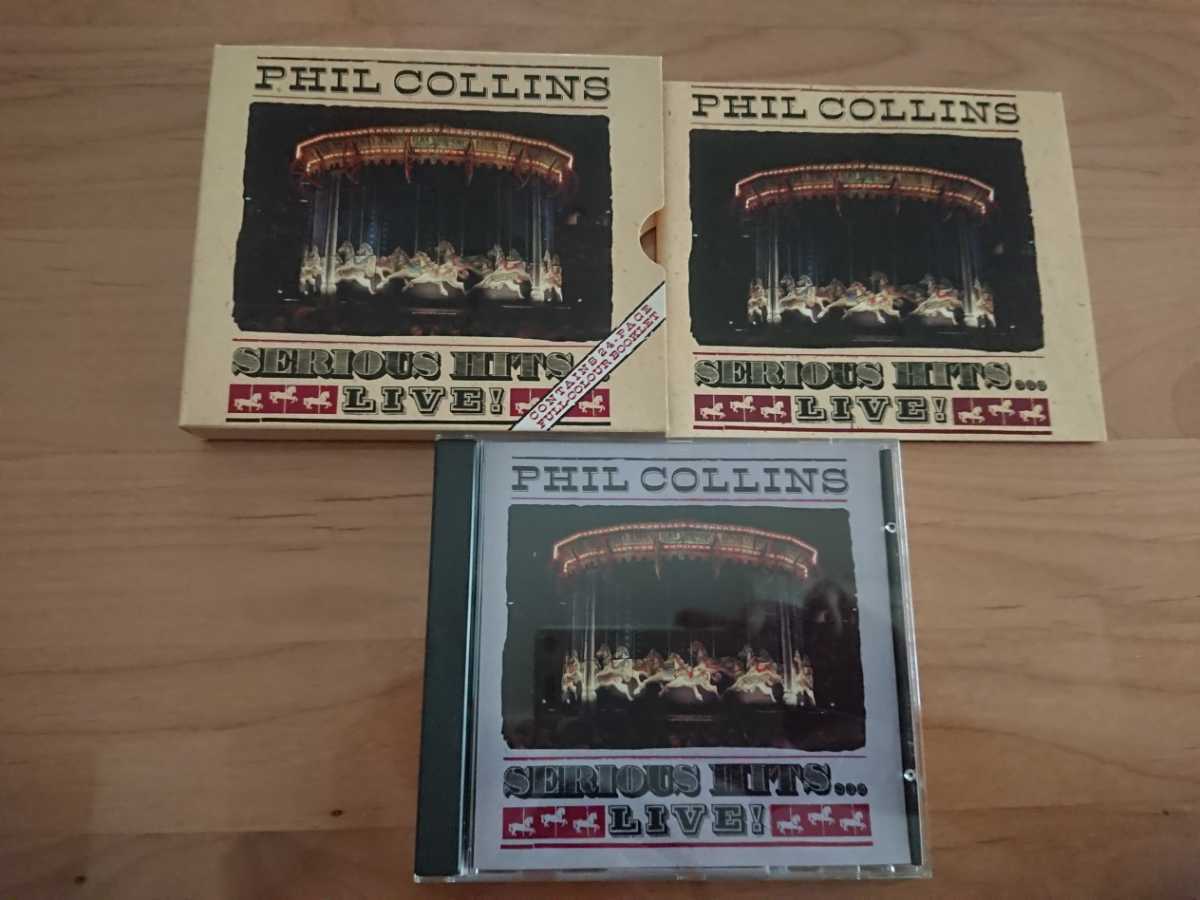 PHIL COLLINS
SERIOUS HITS...
LIVE!
CONTAINS 24-PAGE
FULL-COLOUR BOOKLET
PHIL COLLINS
SERIOUS HITS...
LIVE!
PHIL COLLINS
SERIOUS HITS...
LIVE!